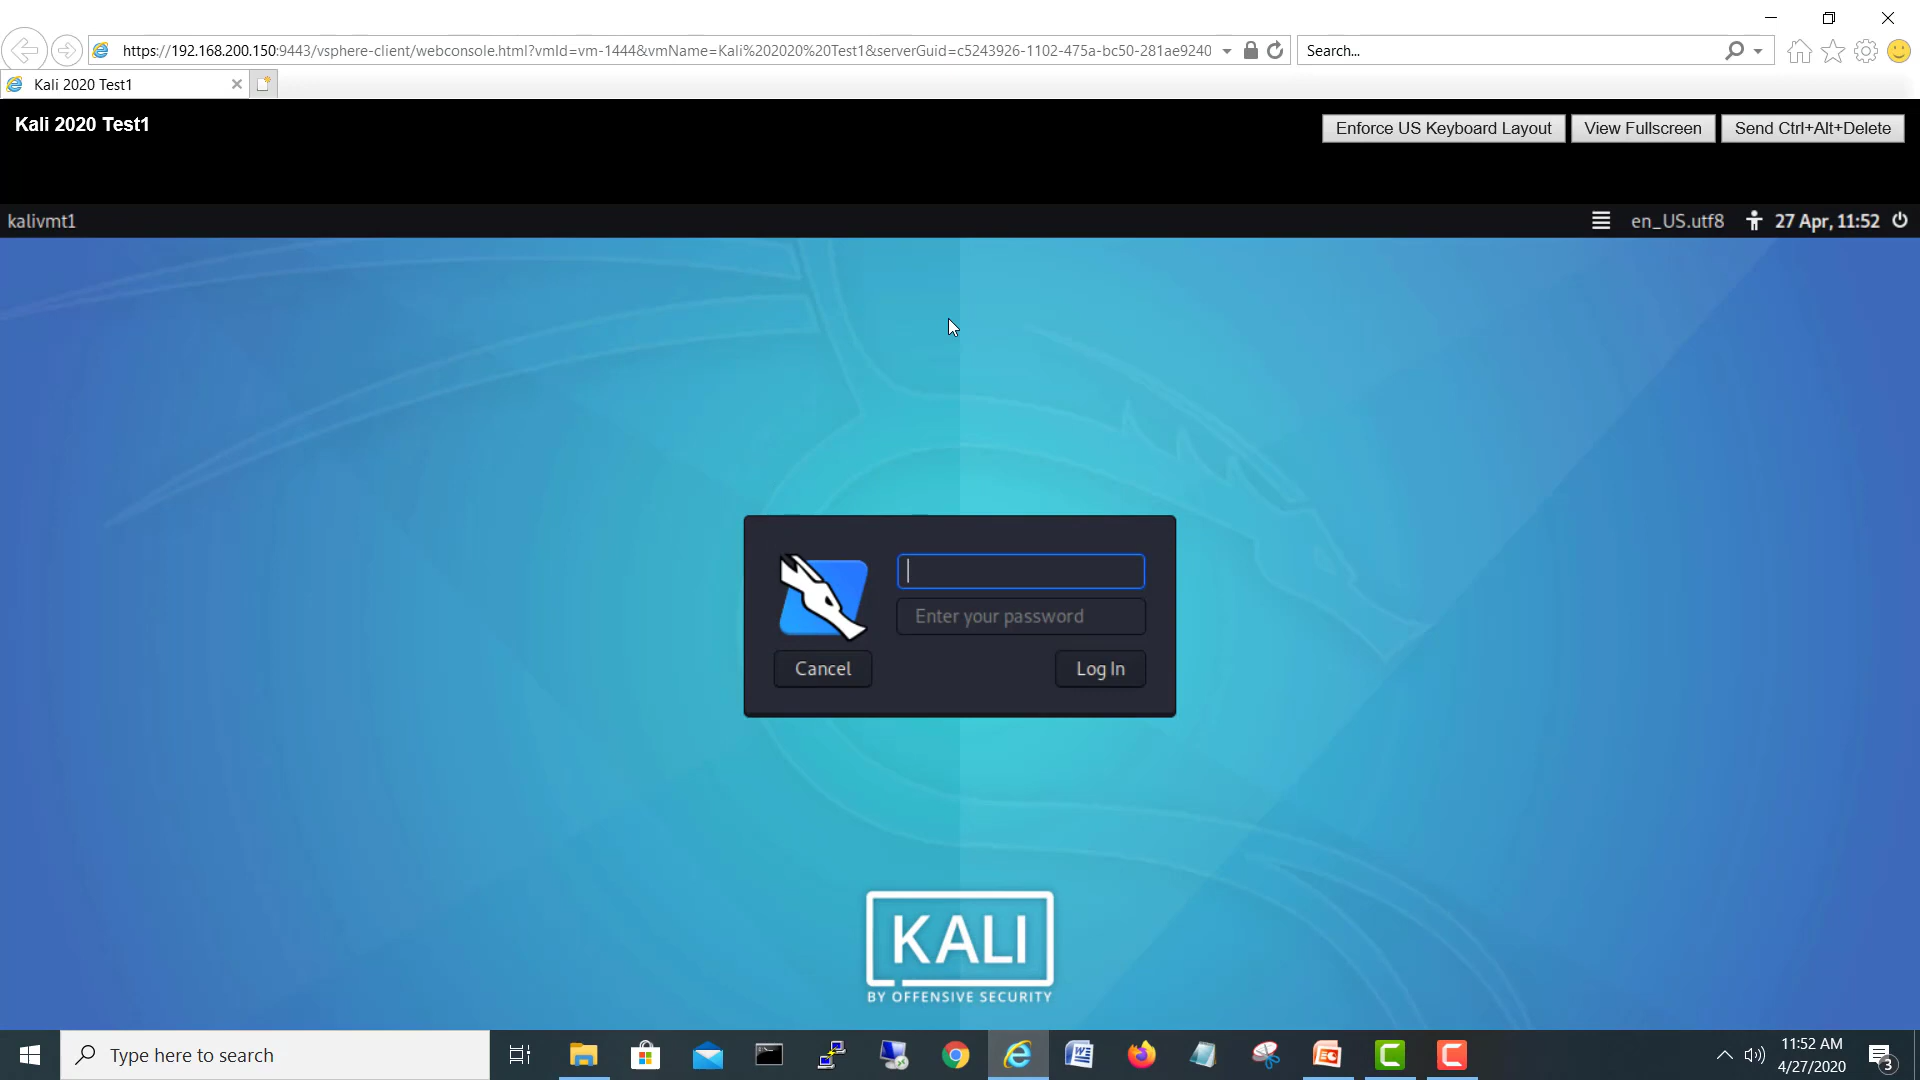 https://192.168.200.150:9443/vsphere-client/webconsole.html?vmId=vm-1444&vmName=Kali%202020%20Test1&serverGuid=c5243926-1102-475a-bc50-281ae9240
Search...
Kali 2020 Test1
Kali 2020 Test1
Enforce US Keyboard Layout
View Fullscreen
Send Ctrl+Alt+Delete
kalivmt1
en_US.utf8
27 Apr, 11:52
Enter your password
Cancel
Log In
KALI
BY OFFENSIVE SECURITY
Type here to search
11:52 AM
4/27/2020
3